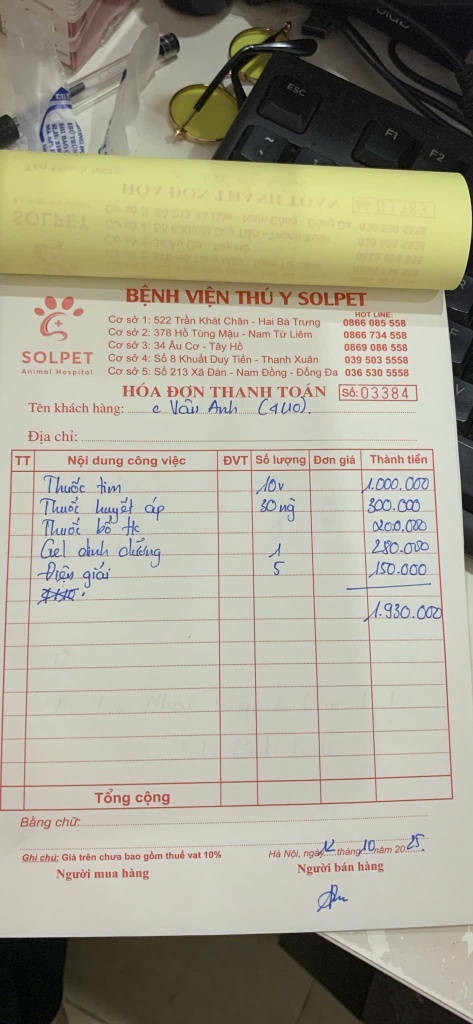 ESC
F1
F2
HÓA ĐƠN THANH TOÁN
SOLPET
BỆNH VIỆN THÚ Y SOLPET
HOT LINE:
Cơ sở 1: 522 Trần Khát Chân - Hai Bà Trưng 0866 085 558
Cơ sở 2: 378 Hồ Tùng Mậu - Nam Từ Liêm 0866 734 558
Cơ sở 3: 34 Âu Cơ - Tây Hồ 0869 086 558
Cơ sở 4: Số 8 Khuất Duy Tiến - Thanh Xuân 039 503 5558
Cơ sở 5: Số 213 Xã Đàn - Nam Đồng - Đống Đa 036 530 5558
SOLPET
Animal Hospital
HÓA ĐƠN THANH TOÁN Số: 03384
Tên khách hàng: c Vân Anh (4110).
Địa chỉ:
TT Nội dung công việc ĐVT Số lượng Đơn giá Thành tiền
Thuốc tim 10v 1.000.000
Thuốc huyết áp 30ng 300.000
Thuốc bổ tk 200.000
Gel dinh dưỡng 1 280.000
Điện giải 5 150.000
1.930.000
Tổng cộng
Bằng chữ:
Ghi chú: Giá trên chưa bao gồm thuế vat 10%
Hà Nội, ngày 12 tháng 10 năm 2025
Người mua hàng Người bán hàng